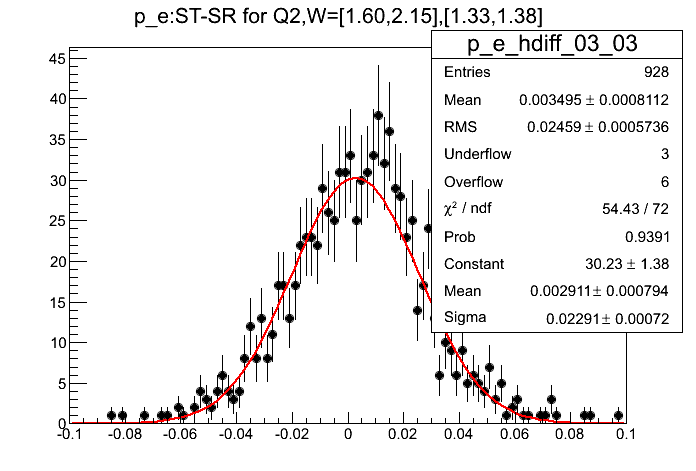 p_e:ST-SR for Q2,W=[1.60,2.15],[1.33,1.38]
p_e_hdiff_03_03
Entries 928
Mean 0.003495 ± 0.0008112
RMS 0.02459 ± 0.0005736
Underflow 3
Overflow 6
χ² / ndf 54.43 / 72
Prob 0.9391
Constant 30.23 ± 1.38
Mean 0.002911 ± 0.000794
Sigma 0.02291 ± 0.00072
45
40
35
30
25
20
15
10
5
0
-0.1 -0.08 -0.06 -0.04 -0.02 0 0.02 0.04 0.06 0.08 0.1